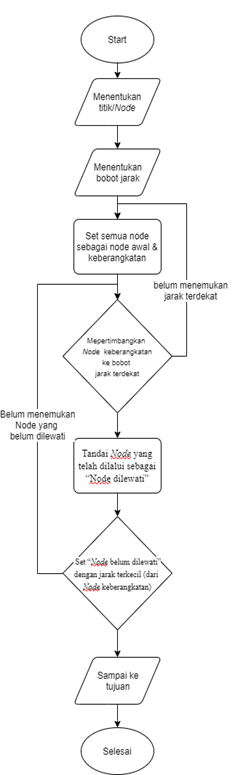 Start
Menentukan
titik/Node
Menentukan
bobot jarak
Set semua node
sebagai node awal &
keberangkatan
belum menemukan
jarak terdekat
Mepertimbangkan
Node keberangkatan
ke bobot
jarak terdekat
Belum menemukan
Node yang
belum dilewati
Tandai Node yang
telah dilalui sebagai
“Node dilewati”
Set “Node belum dilewati”
dengan jarak terkecil (dari
Node keberangkatan)
Sampai ke
tujuan
Selesai